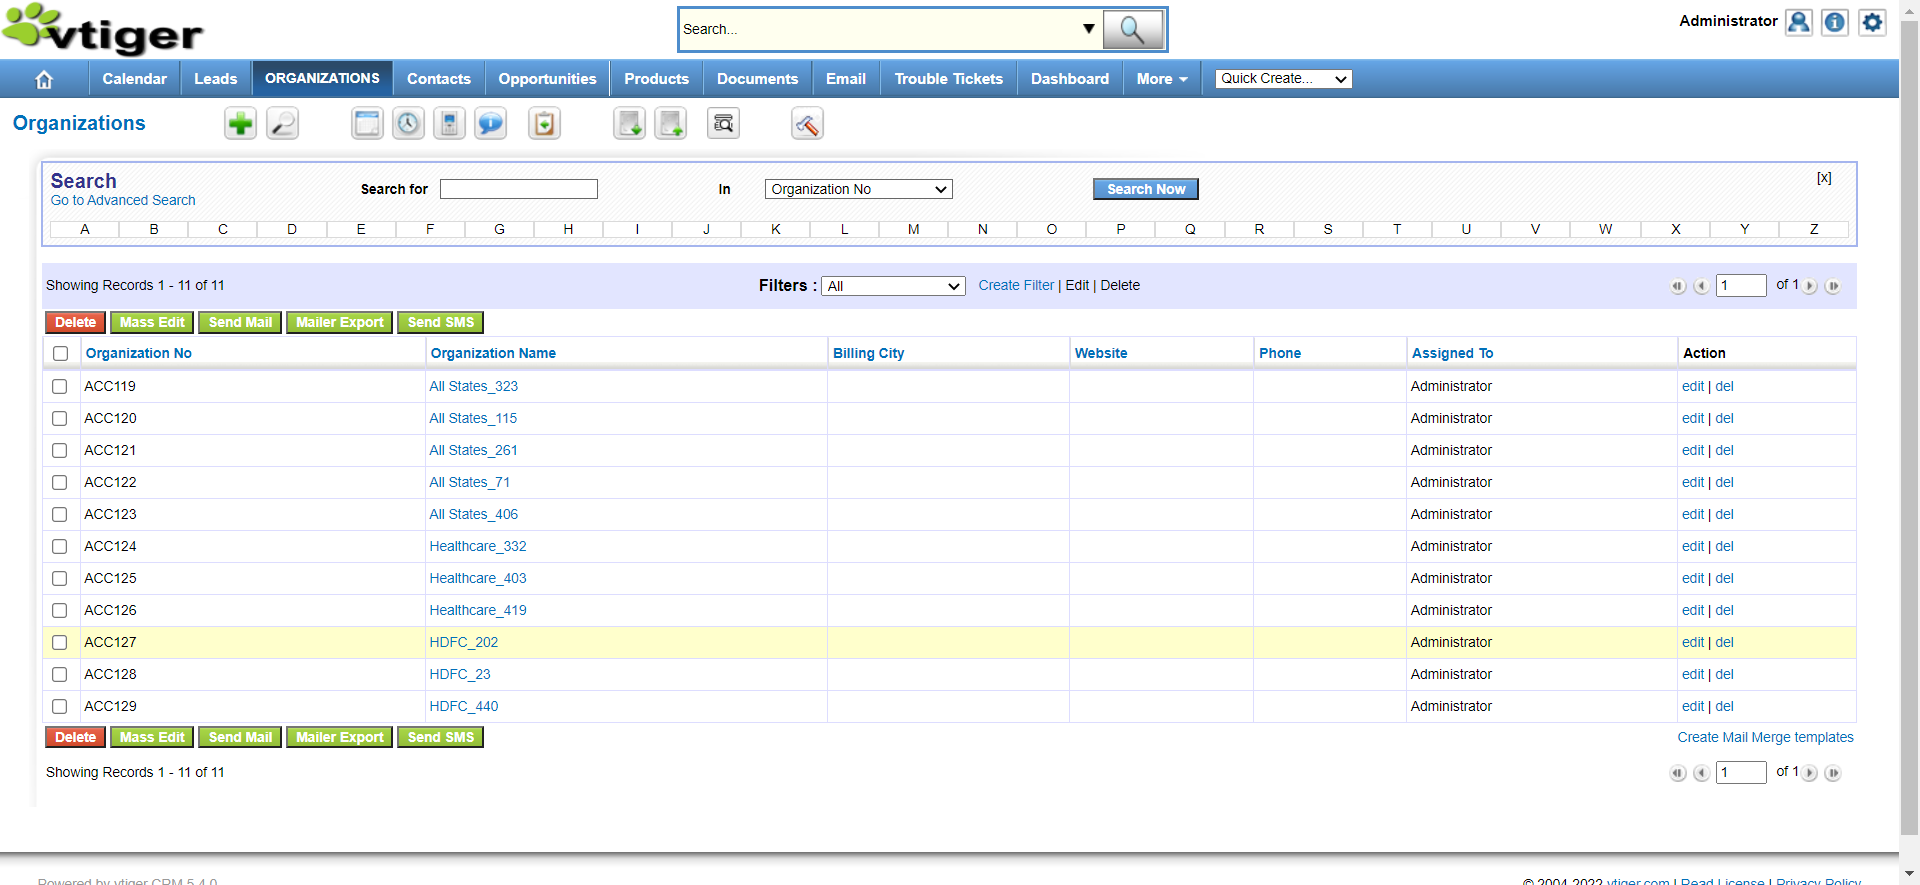 vtiger
Search...
Administrator
Calendar Leads ORGANIZATIONS Contacts Opportunities Products Documents Email Trouble Tickets Dashboard More Quick Create...
Organizations
Search
Go to Advanced Search
Search for In Organization No Search Now [x]
A B C D E F G H I J K L M N O P Q R S T U V W X Y Z
Showing Records 1 - 11 of 11 Filters : All Create Filter | Edit | Delete 1 of 1
Delete Mass Edit Send Mail Mailer Export Send SMS
Organization No Organization Name Billing City Website Phone Assigned To Action
ACC119 All States_323 Administrator edit | del
ACC120 All States_115 Administrator edit | del
ACC121 All States_261 Administrator edit | del
ACC122 All States_71 Administrator edit | del
ACC123 All States_406 Administrator edit | del
ACC124 Healthcare_332 Administrator edit | del
ACC125 Healthcare_403 Administrator edit | del
ACC126 Healthcare_419 Administrator edit | del
ACC127 HDFC_202 Administrator edit | del
ACC128 HDFC_23 Administrator edit | del
ACC129 HDFC_440 Administrator edit | del
Delete Mass Edit Send Mail Mailer Export Send SMS Create Mail Merge templates
Showing Records 1 - 11 of 11 1 of 1
Powered by vtiger CRM 5.4.0 © 2004-2022 vtiger.com | Read License | Privacy Policy